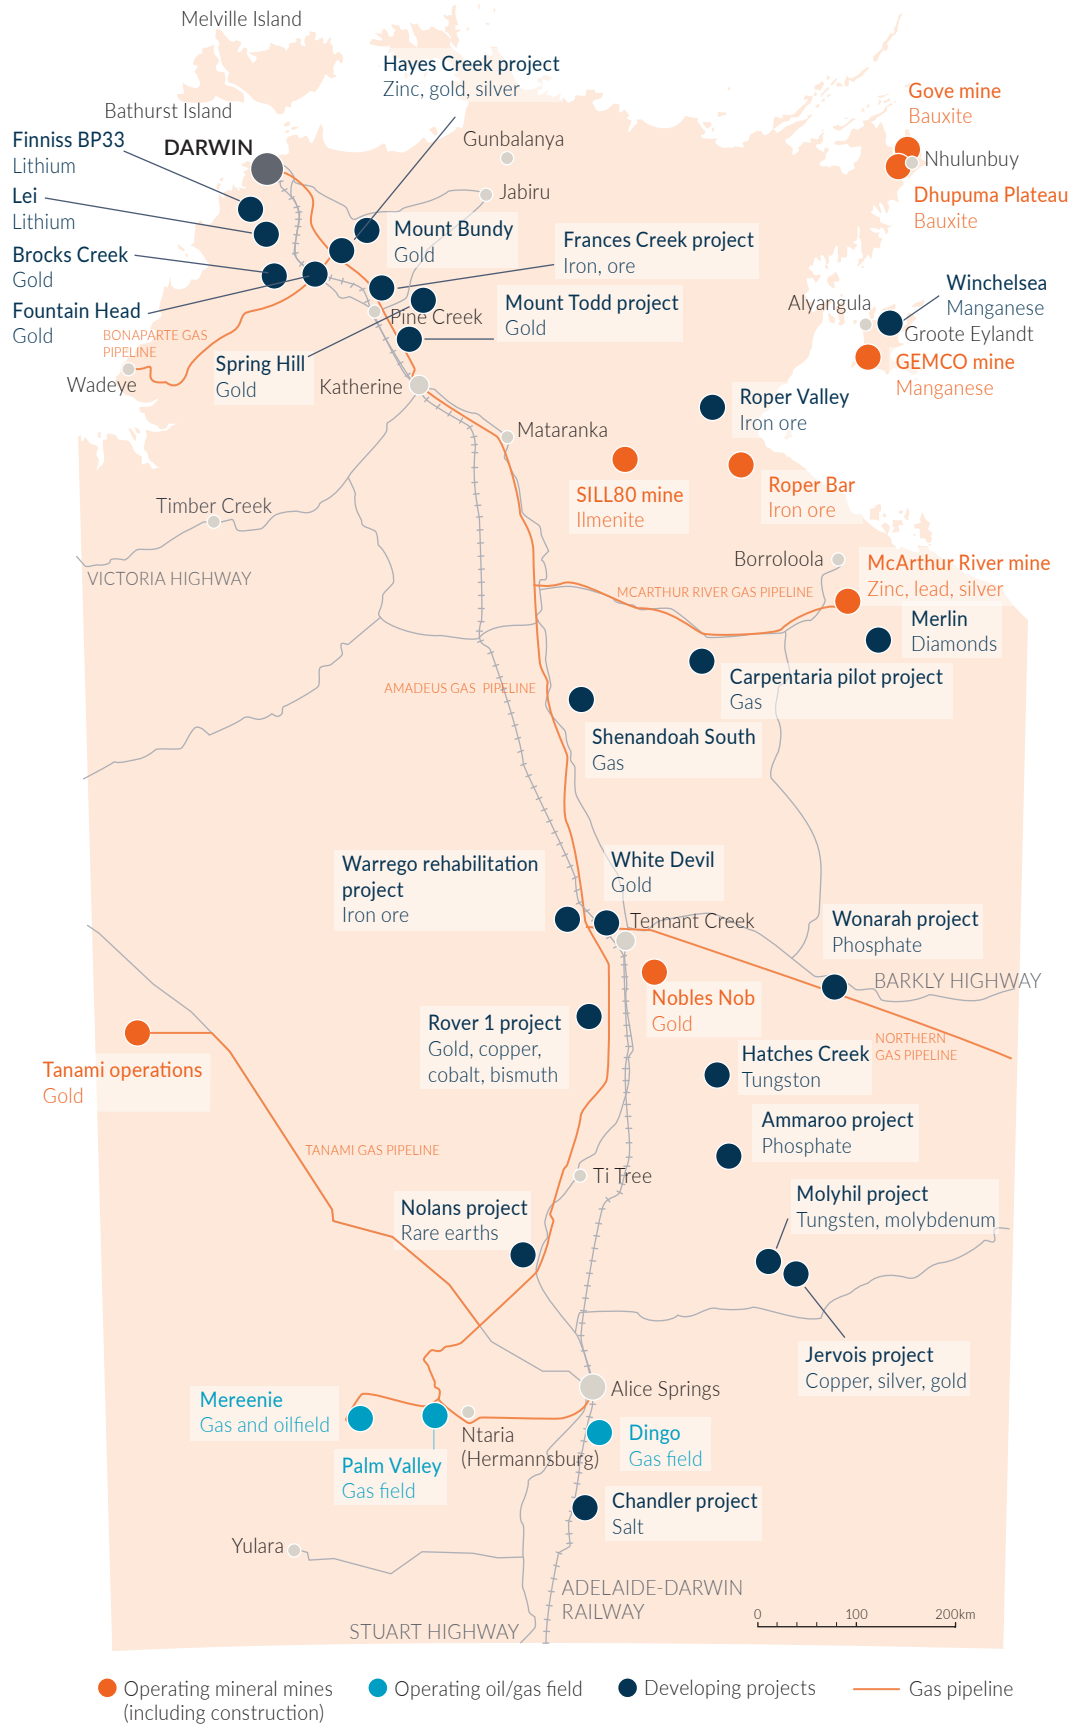 Melville Island
Hayes Creek project
Zinc, gold, silver
Gove mine
Bauxite
Bathurst Island
Finniss BP33
Lithium
DARWIN
Gunbalanya
Nhulunbuy
Lei
Lithium
Jabiru
Dhupuma Plateau
Bauxite
Brocks Creek
Gold
Mount Bundy
Gold
Frances Creek project
Iron, ore
Fountain Head
Gold
Winchelsea
Manganese
Alyangula
Mount Todd project
Gold
Pine Creek
Groote Eylandt
BONAPARTE GAS
PIPELINE
Spring Hill
Gold
GEMCO mine
Manganese
Wadeye
Katherine
Roper Valley
Iron ore
Mataranka
SILL80 mine
Ilmenite
Roper Bar
Iron ore
Timber Creek
Borroloola
McArthur River mine
Zinc, lead, silver
VICTORIA HIGHWAY
MCARTHUR RIVER GAS PIPELINE
Merlin
Diamonds
AMADEUS GAS PIPELINE
Carpentaria pilot project
Gas
Shenandoah South
Gas
Warrego rehabilitation
project
Iron ore
White Devil
Gold
Tennant Creek
Wonarah project
Phosphate
BARKLY HIGHWAY
Nobles Nob
Gold
Rover 1 project
Gold, copper,
cobalt, bismuth
NORTHERN
GAS PIPELINE
Hatches Creek
Tungston
Tanami operations
Gold
Ammaroo project
Phosphate
TANAMI GAS PIPELINE
Ti Tree
Nolans project
Rare earths
Molyhil project
Tungsten, molybdenum
Jervois project
Copper, silver, gold
Alice Springs
Mereenie
Gas and oilfield
Ntaria
(Hermannsburg)
Dingo
Gas field
Palm Valley
Gas field
Chandler project
Salt
Yulara
ADELAIDE-DARWIN
RAILWAY
STUART HIGHWAY
0 100 200km
Operating mineral mines
(including construction)
Operating oil/gas field
Developing projects
Gas pipeline